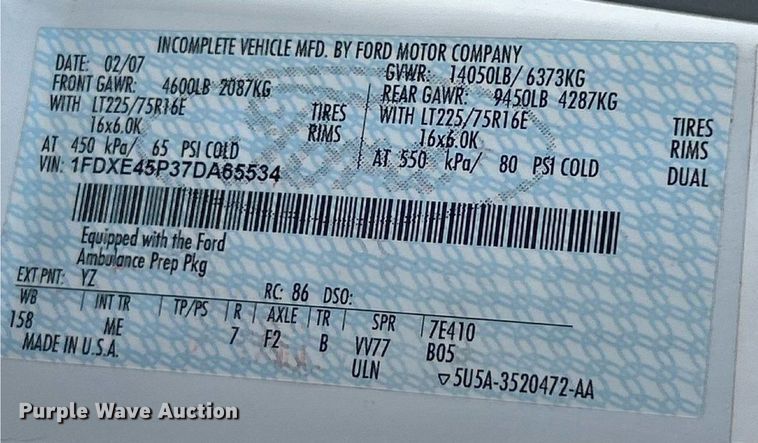 INCOMPLETE VEHICLE MFD. BY FORD MOTOR COMPANY
DATE: 02/07 GVWR: 14050LB/ 6373KG
FRONT GAWR: 4600LB 2087KG REAR GAWR: 9450LB 4287KG
WITH LT225/75R16E TIRES WITH LT225/75R16E TIRES
16x6.0K RIMS 16x6.0K RIMS
AT 450 kPa/ 65 PSI COLD AT 550 kPa/ 80 PSI COLD DUAL
VIN: 1FDXE45P37DA65534
Equipped with the Ford
Ambulance Prep Pkg
EXT PNT: YZ RC: 86 DSO:
WB INT TR TP/PS R AXLE TR SPR 7E410
158 ME 7 F2 B VV77 B05
MADE IN U.S.A. ULN ▽5U5A-3520472-AA
Purple Wave Auction